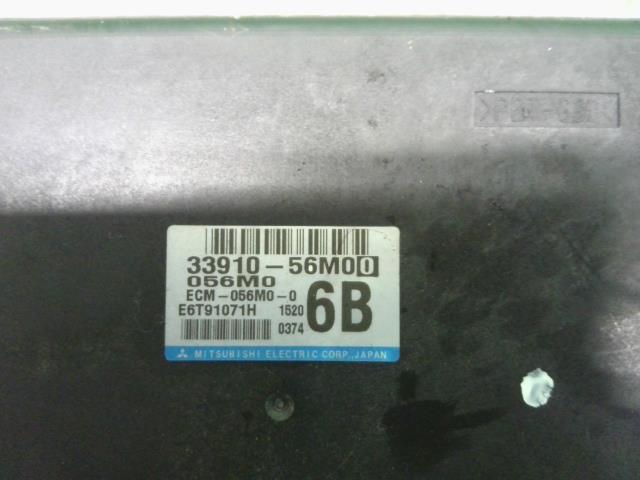 33910-56M00
056M0
ECM-056M0-0
E6T91071H 1520
0374
6B
MITSUBISHI ELECTRIC CORP., JAPAN